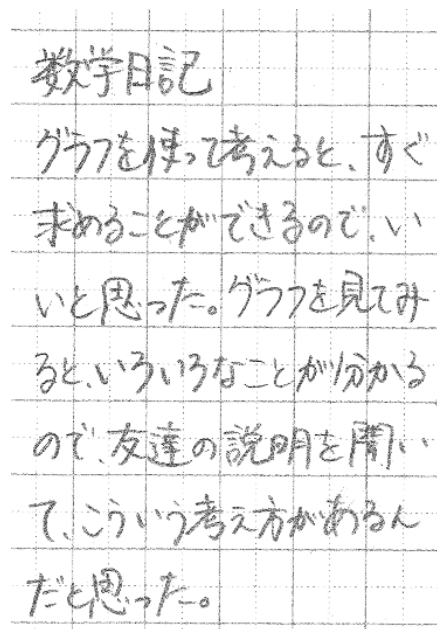 数学日記
グラフを使って考えると、すぐ
求めることができるので、い
いと思った。グラフを見てみ
ると、いろいろなことが分かる
ので、友達の説明を聞い
て、こういう考え方があるん
だと思った。